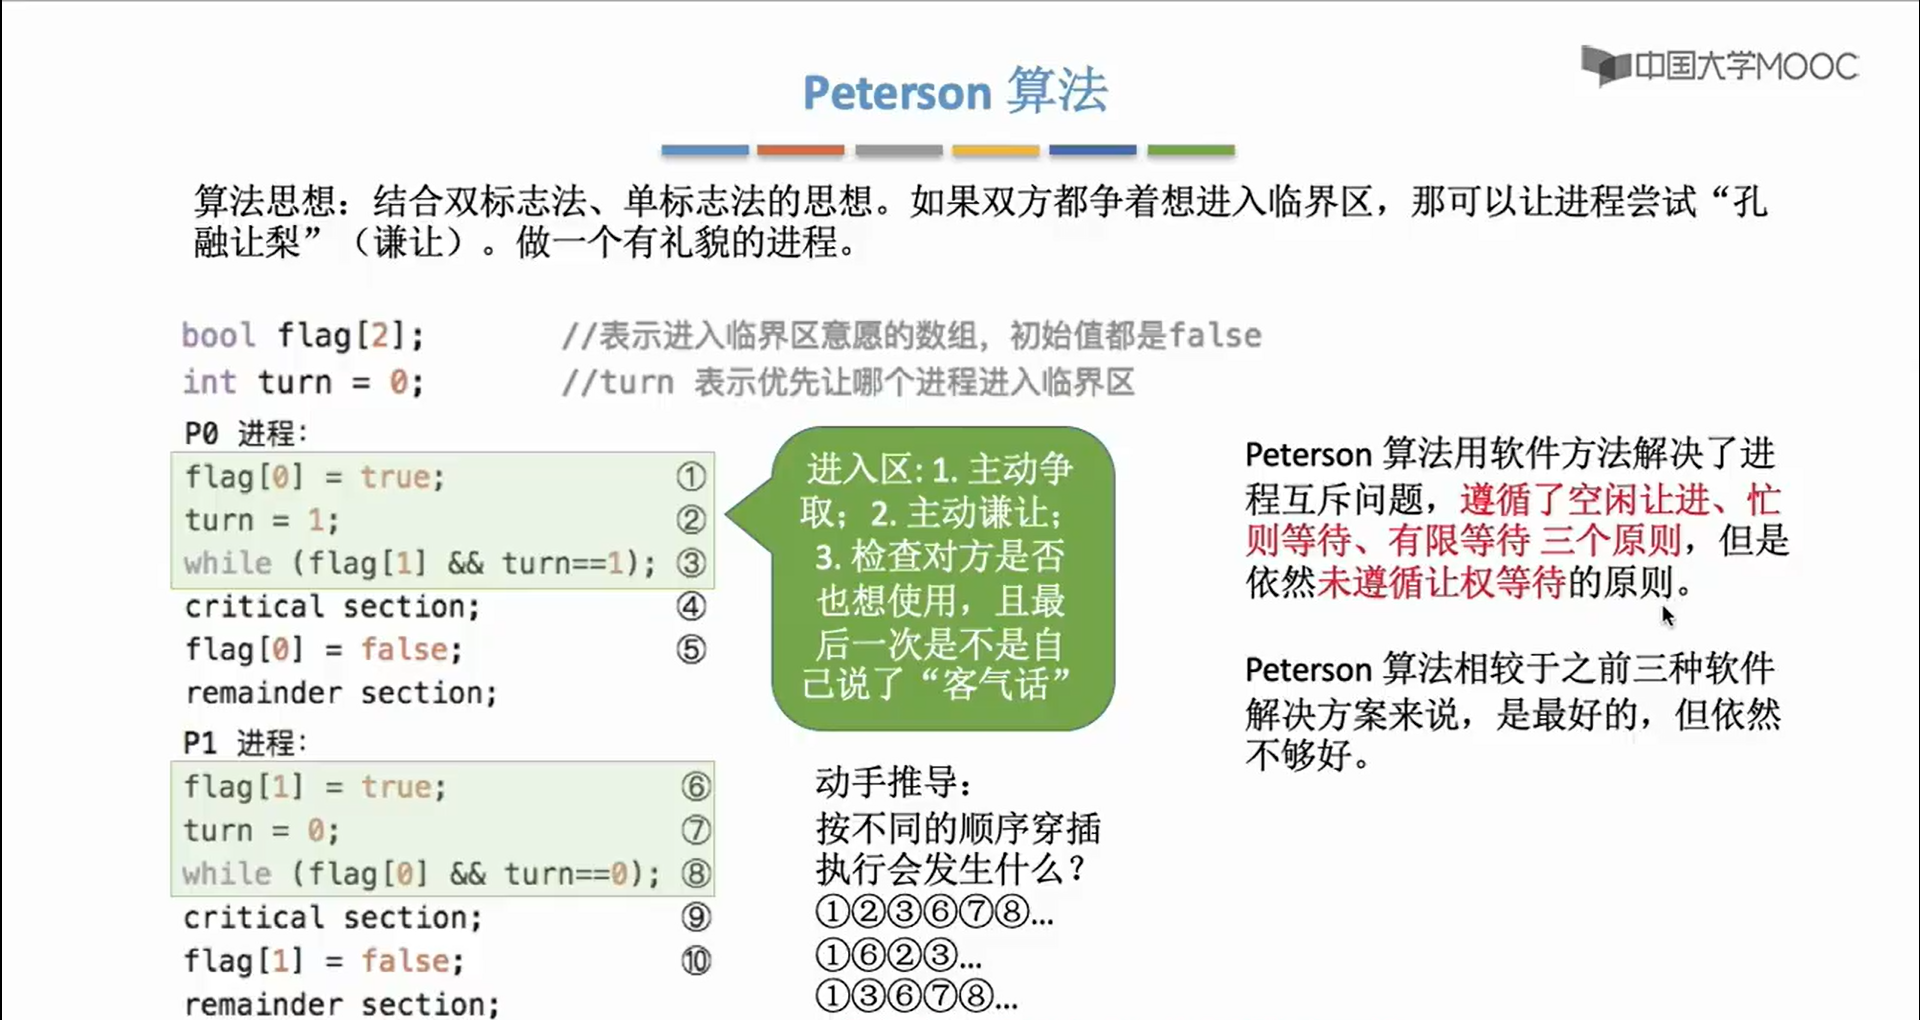 中国大学MOOC
Peterson 算法
算法思想：结合双标志法、单标志法的思想。如果双方都争着想进入临界区，那可以让进程尝试“孔
融让梨”（谦让）。做一个有礼貌的进程。
bool flag[2]; //表示进入临界区意愿的数组，初始值都是false
int turn = 0; //turn 表示优先让哪个进程进入临界区
P0 进程：
flag[0] = true; ①
turn = 1; ②
while (flag[1] && turn==1); ③
critical section; ④
flag[0] = false; ⑤
remainder section;
P1 进程：
flag[1] = true; ⑥
turn = 0; ⑦
while (flag[0] && turn==0); ⑧
critical section; ⑨
flag[1] = false; ⑩
remainder section;
进入区: 1. 主动争
取；2. 主动谦让；
3. 检查对方是否
也想使用，且最
后一次是不是自
己说了“客气话”
动手推导：
按不同的顺序穿插
执行会发生什么？
①②③⑥⑦⑧...
①⑥②③...
①③⑥⑦⑧...
Peterson 算法用软件方法解决了进
程互斥问题，遵循了空闲让进、忙
则等待、有限等待 三个原则，但是
依然未遵循让权等待的原则。
Peterson 算法相较于之前三种软件
解决方案来说，是最好的，但依然
不够好。